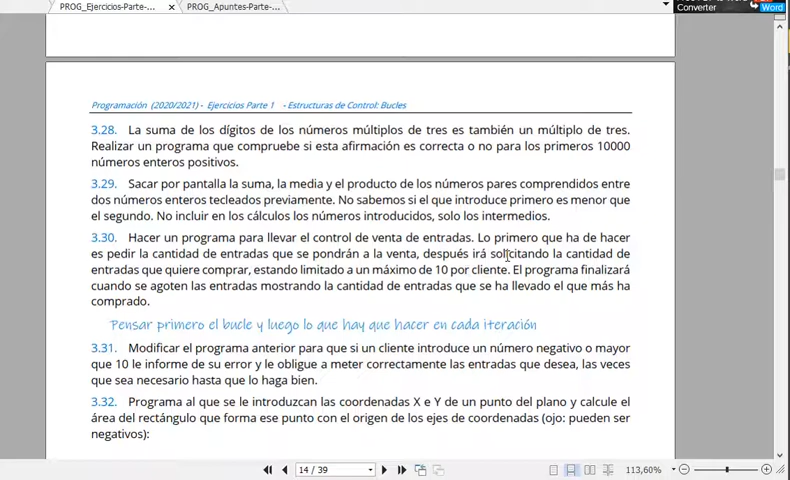 PROG_Ejercicios-Parte-... × PROG_Apuntes-Parte-...
Converter Word
Programación (2020/2021) - Ejercicios Parte 1 - Estructuras de Control: Bucles
3.28. La suma de los dígitos de los números múltiplos de tres es también un múltiplo de tres.
Realizar un programa que compruebe si esta afirmación es correcta o no para los primeros 10000
números enteros positivos.
3.29. Sacar por pantalla la suma, la media y el producto de los números pares comprendidos entre
dos números enteros tecleados previamente. No sabemos si el que introduce primero es menor que
el segundo. No incluir en los cálculos los números introducidos, solo los intermedios.
3.30. Hacer un programa para llevar el control de venta de entradas. Lo primero que ha de hacer
es pedir la cantidad de entradas que se pondrán a la venta, después irá solicitando la cantidad de
entradas que quiere comprar, estando limitado a un máximo de 10 por cliente. El programa finalizará
cuando se agoten las entradas mostrando la cantidad de entradas que se ha llevado el que más ha
comprado.
Pensar primero el bucle y luego lo que hay que hacer en cada iteración
3.31. Modificar el programa anterior para que si un cliente introduce un número negativo o mayor
que 10 le informe de su error y le obligue a meter correctamente las entradas que desea, las veces
que sea necesario hasta que lo haga bien.
3.32. Programa al que se le introduzcan las coordenadas X e Y de un punto del plano y calcule el
área del rectángulo que forma ese punto con el origen de los ejes de coordenadas (ojo: pueden ser
negativos):
14 / 39
113,60%